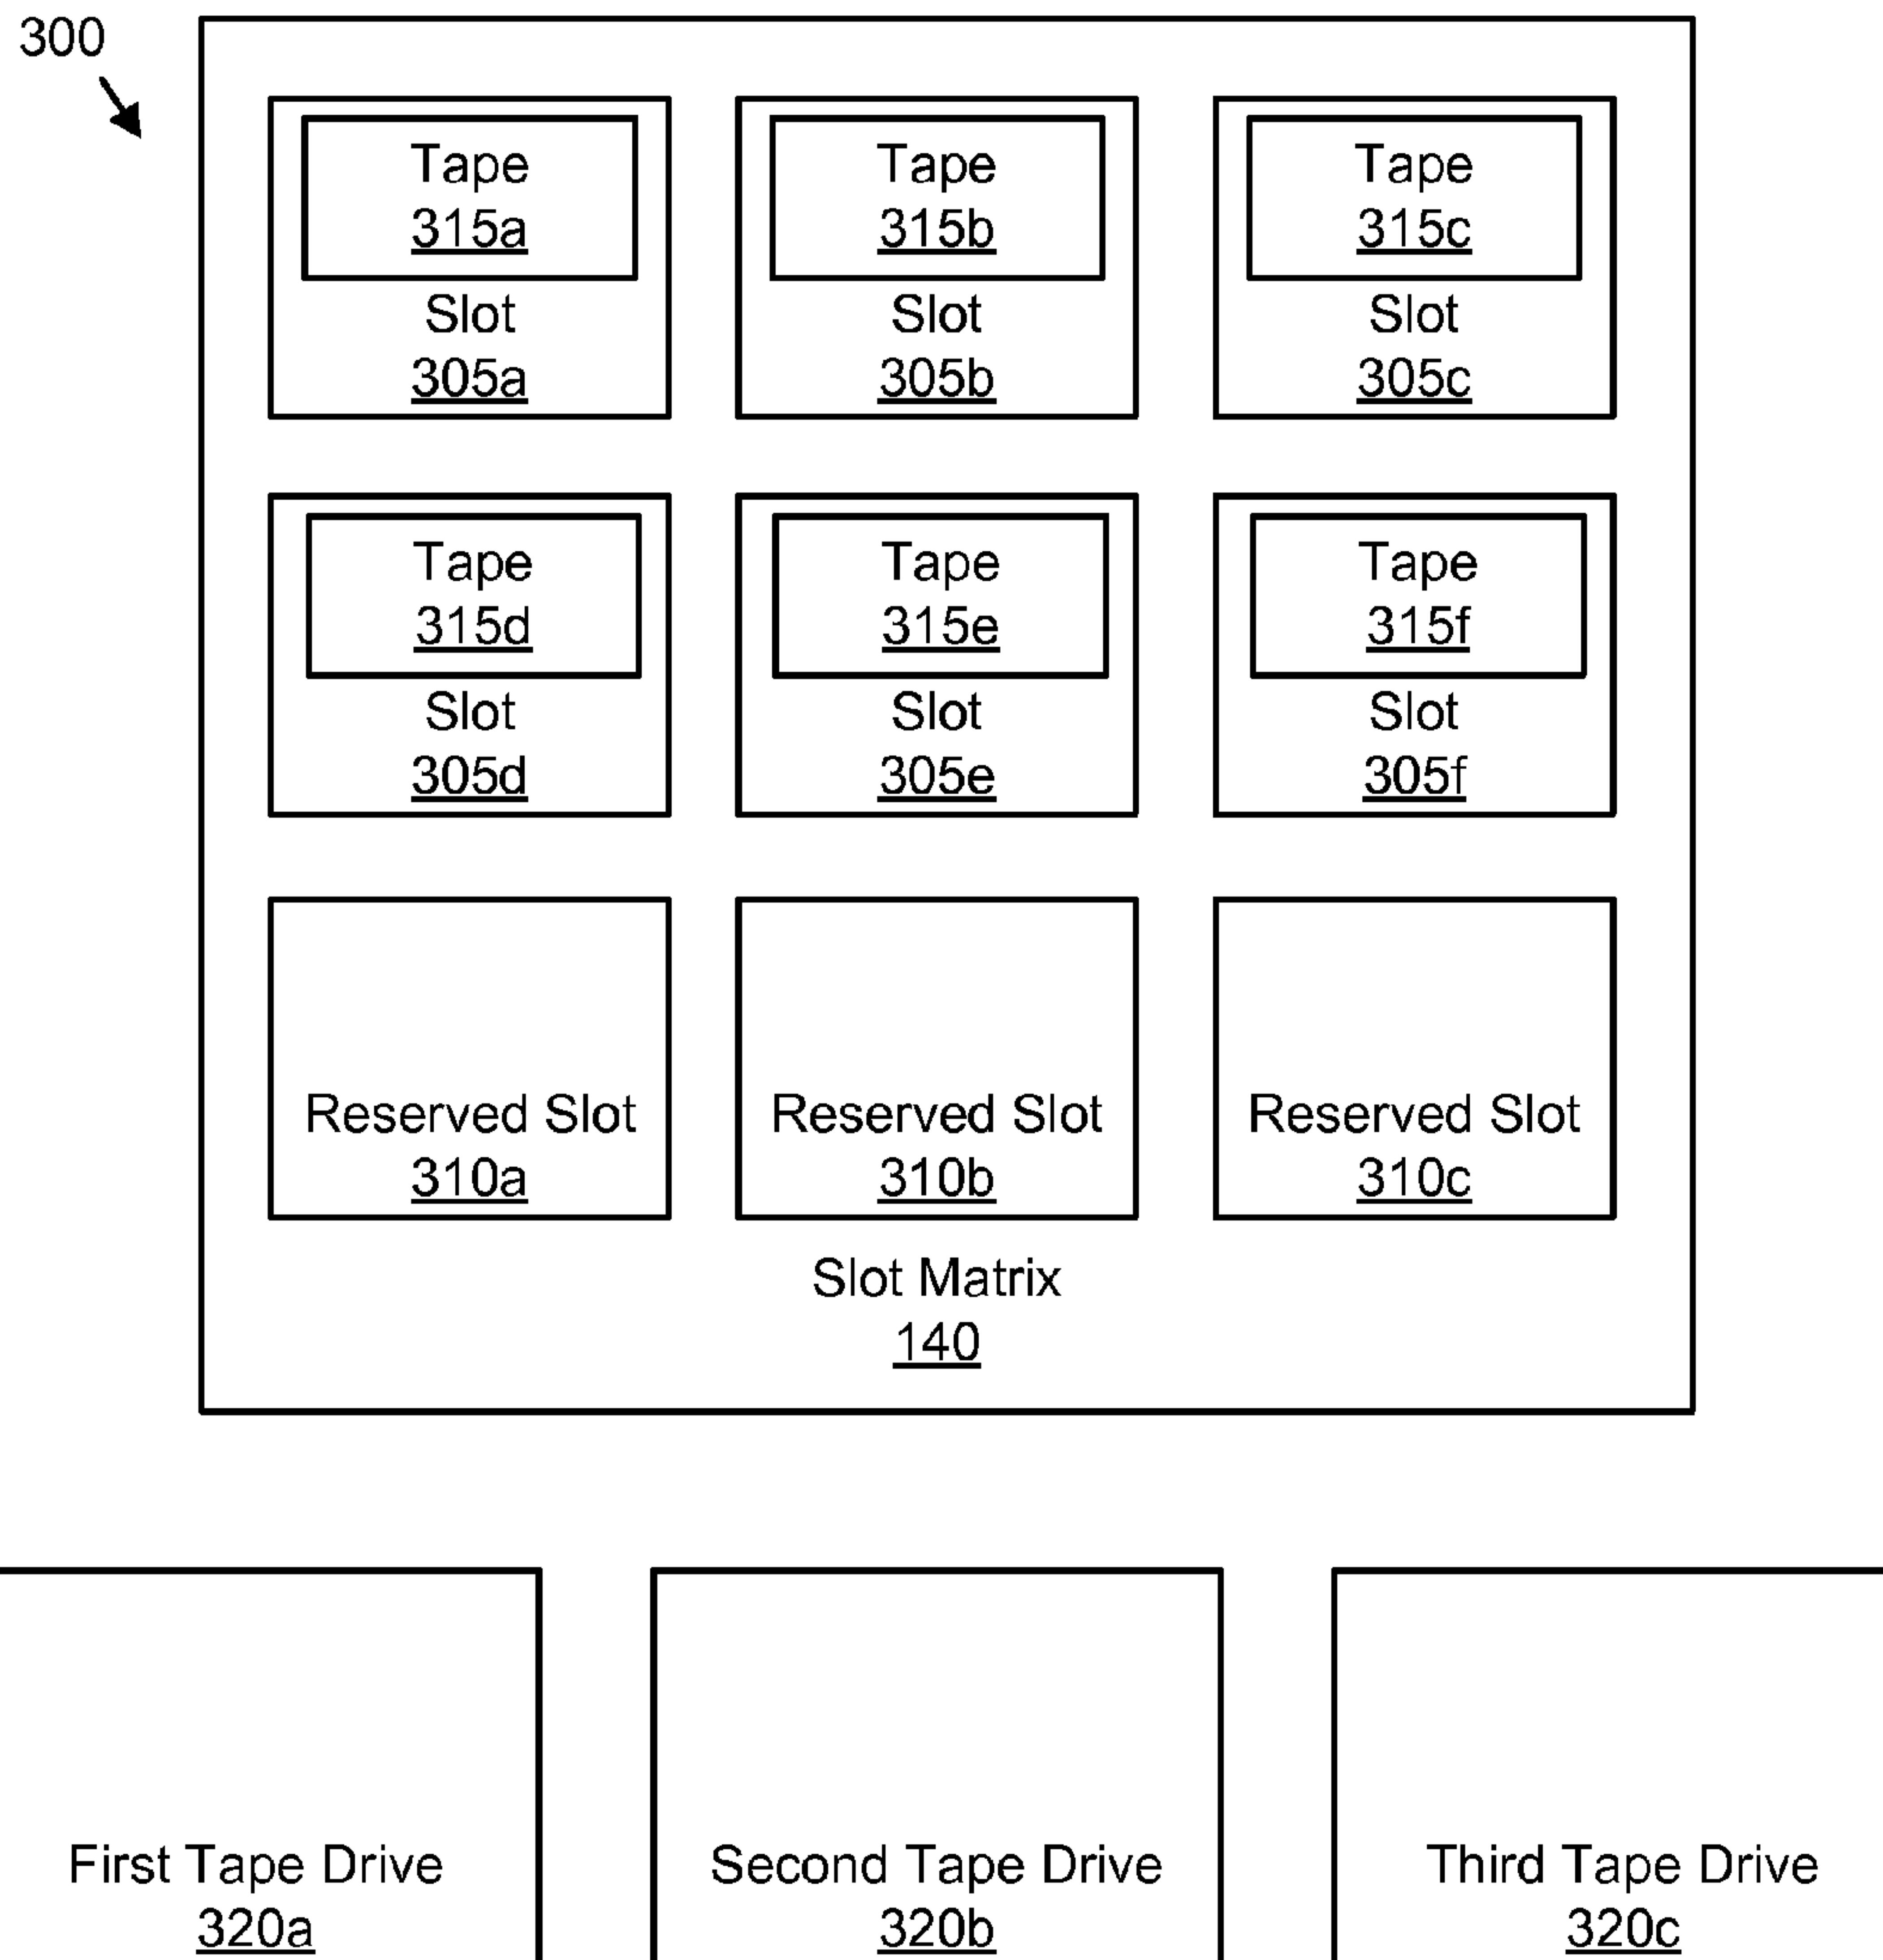 300
Tape
315a
Slot
305a
Tape
315b
Slot
305b
Tape
315c
Slot
305c
Tape
315d
Slot
305d
Tape
315e
Slot
305e
Tape
315f
Slot
305f
Reserved Slot
310a
Reserved Slot
310b
Reserved Slot
310c
Slot Matrix
140
First Tape Drive
320a
Second Tape Drive
320b
Third Tape Drive
320c